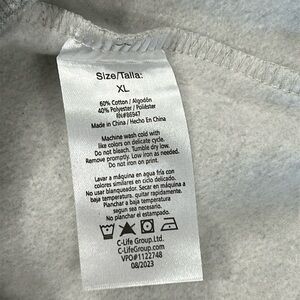 Size/Talla:
XL
60% Cotton / Algodón
40% Polyester / Poliéster
RN#86947
Made in China / Hecho En China
Machine wash cold with
like colors on delicate cycle.
Do not bleach. Tumble dry low.
Remove promptly. Low iron as needed.
Do not iron on print.
Lavar a máquina en agua fría con
colores similares en ciclo delicado.
No usar blanqueador. Secar en máquina a
baja temperatura. quitar rapidamente.
Planchar a baja temperatura
segun sea necesario.
No planchar el estampado.
C-Life Group Ltd.
C-LifeGroup.com
VPO#1122748
08/2023